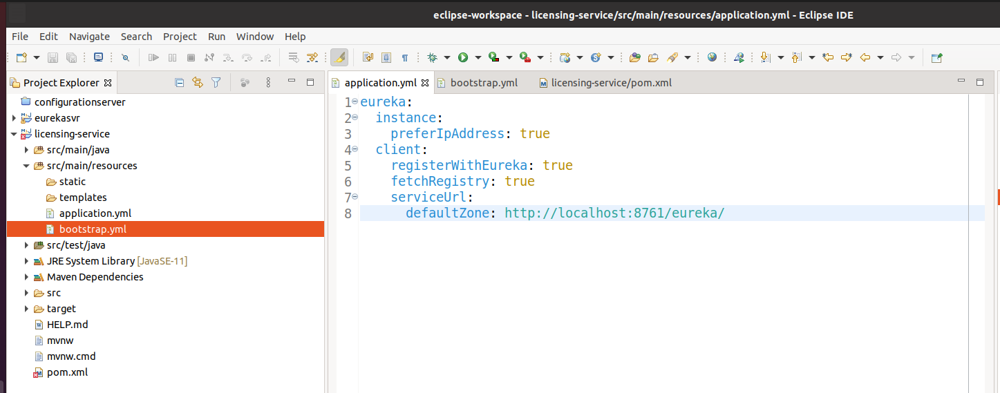 eclipse-workspace - licensing-service/src/main/resources/application.yml - Eclipse IDE
File Edit Navigate Search Project Run Window Help
Project Explorer
configurationserver
eurekasvr
licensing-service
src/main/java
src/main/resources
static
templates
application.yml
bootstrap.yml
src/test/java
JRE System Library [JavaSE-11]
Maven Dependencies
src
target
HELP.md
mvnw
mvnw.cmd
pom.xml
application.yml bootstrap.yml licensing-service/pom.xml
1 eureka:
2   instance:
3     preferIpAddress: true
4   client:
5     registerWithEureka: true
6     fetchRegistry: true
7     serviceUrl:
8       defaultZone: http://localhost:8761/eureka/